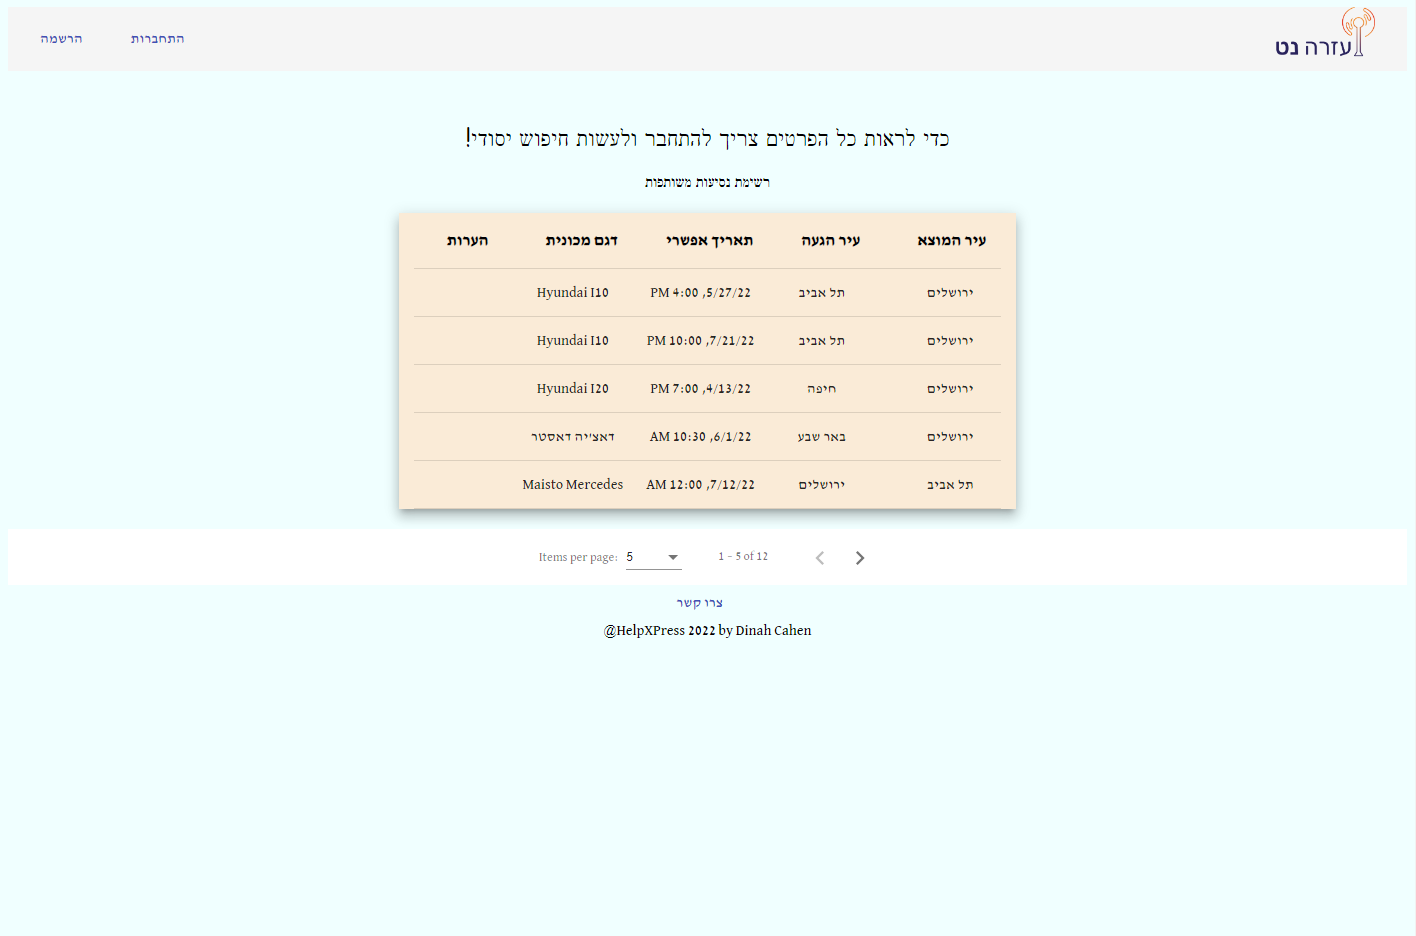 עזרה נט
התחברות
הרשמה
כדי לראות כל הפרטים צריך להתחבר ולעשות חיפוש יסודי!
רשימת נסיעות משותפות
עיר המוצא עיר הגעה תאריך אפשרי דגם מכונית הערות
ירושלים תל אביב 5/27/22, 4:00 PM Hyundai I10
ירושלים תל אביב 7/21/22, 10:00 PM Hyundai I10
ירושלים חיפה 4/13/22, 7:00 PM Hyundai I20
ירושלים באר שבע 6/1/22, 10:30 AM דאצ'יה דאסטר
תל אביב ירושלים 7/12/22, 12:00 AM Maisto Mercedes
Items per page: 5 1 – 5 of 12
צרו קשר
@HelpXPress 2022 by Dinah Cahen